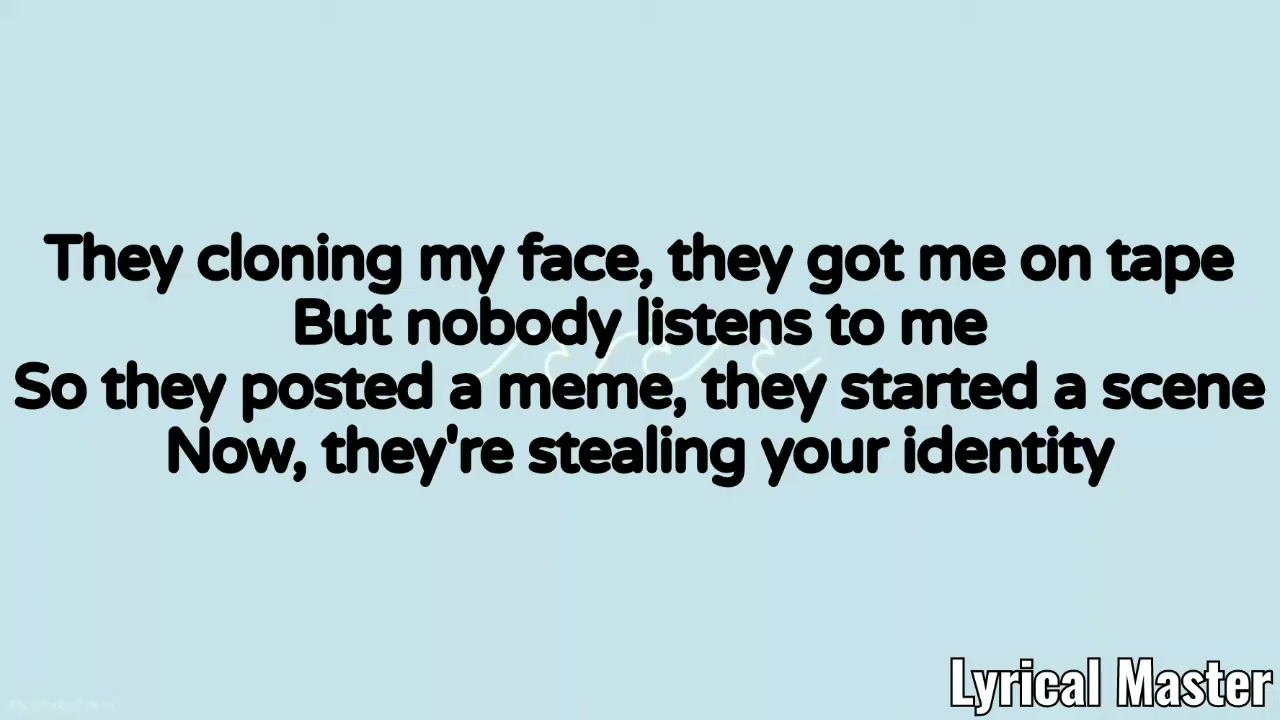 They cloning my face, they got me on tape
But nobody listens to me
So they posted a meme, they started a scene
Now, they're stealing your identity
Lyrical Master